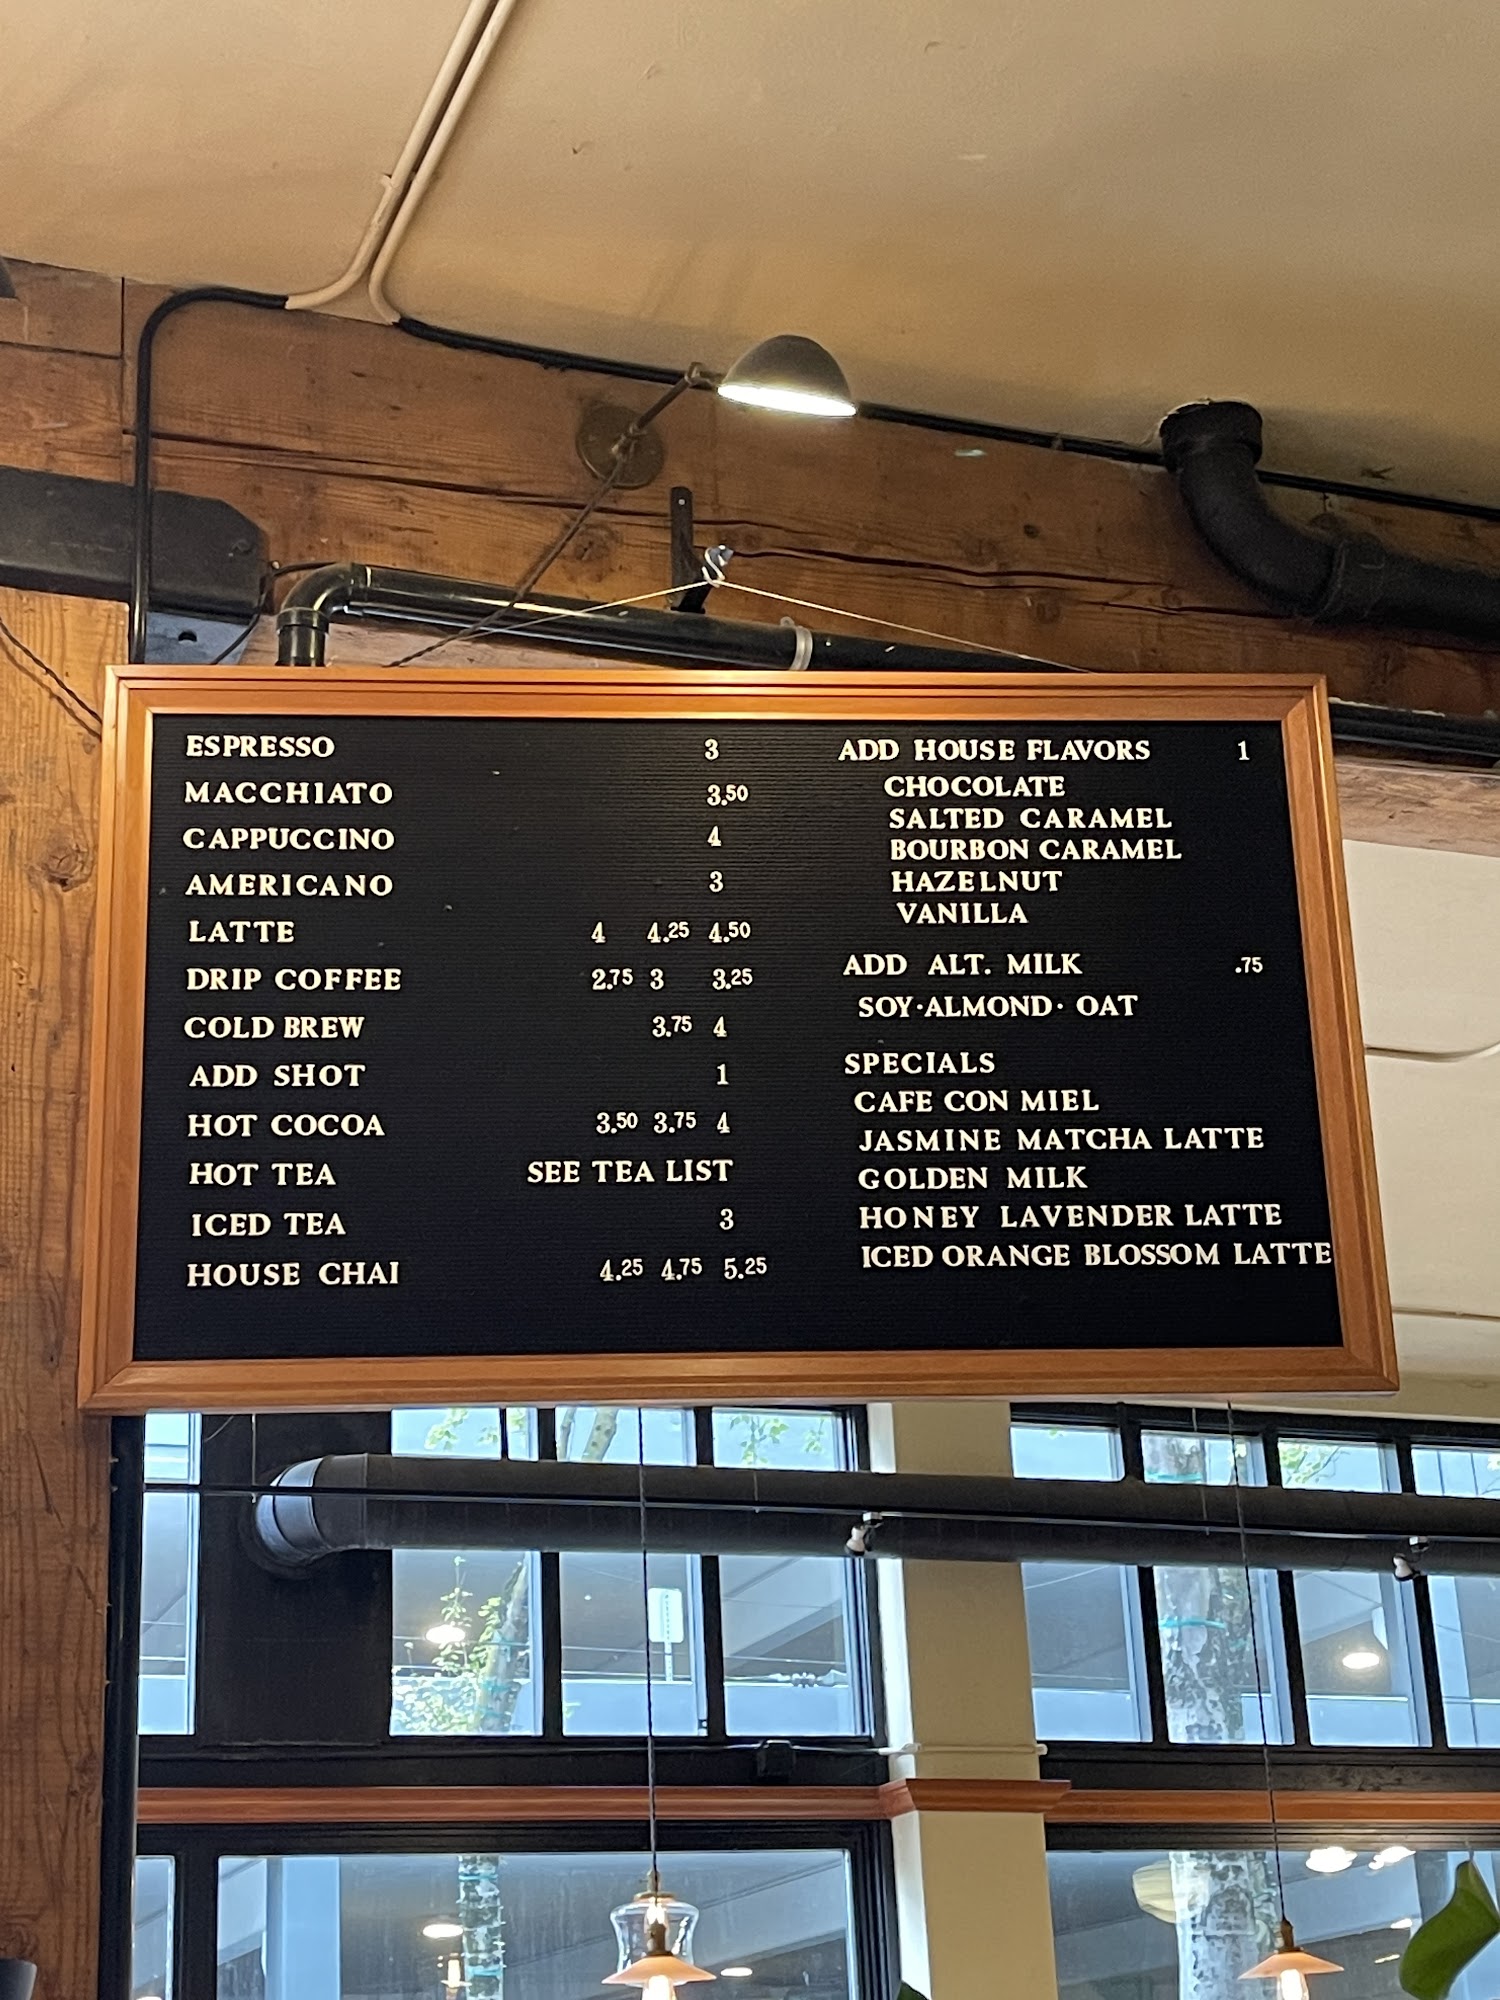 ESPRESSO 3
MACCHIATO 3.50
CAPPUCCINO 4
AMERICANO 3
LATTE 4 4.25 4.50
DRIP COFFEE 2.75 3 3.25
COLD BREW 3.75 4
ADD SHOT 1
HOT COCOA 3.50 3.75 4
HOT TEA SEE TEA LIST
ICED TEA 3
HOUSE CHAI 4.25 4.75 5.25
ADD HOUSE FLAVORS 1
CHOCOLATE
SALTED CARAMEL
BOURBON CARAMEL
HAZELNUT
VANILLA
ADD ALT. MILK .75
SOY·ALMOND· OAT
SPECIALS
CAFE CON MIEL
JASMINE MATCHA LATTE
GOLDEN MILK
HONEY LAVENDER LATTE
ICED ORANGE BLOSSOM LATTE